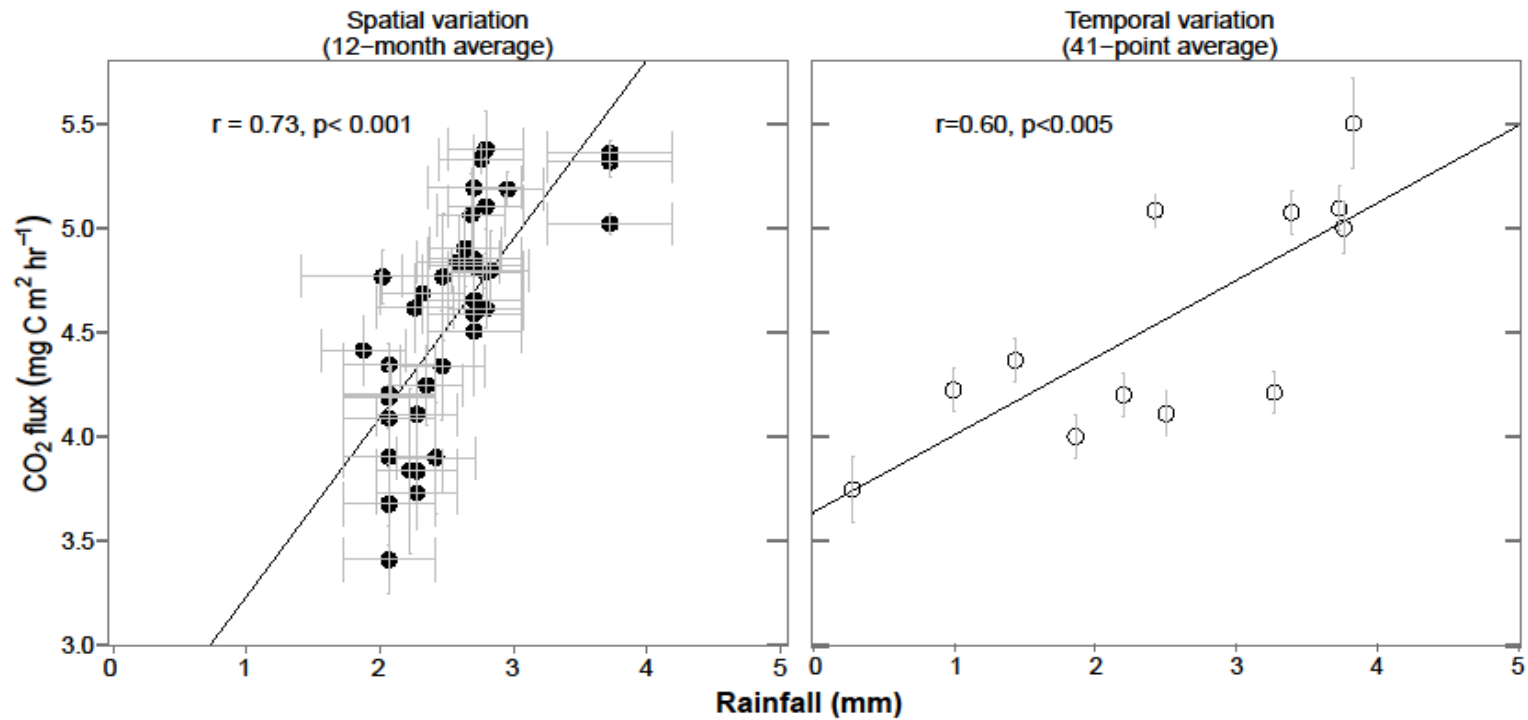 Spatial variation
(12−month average)
Temporal variation
(41−point average)
r = 0.73, p< 0.001
r=0.60, p<0.005
5.5
5.0
4.5
4.0
3.5
3.0
CO₂ flux (mg C m² hr⁻¹)
0 1 2 3 4 5
0 1 2 3 4 5
Rainfall (mm)